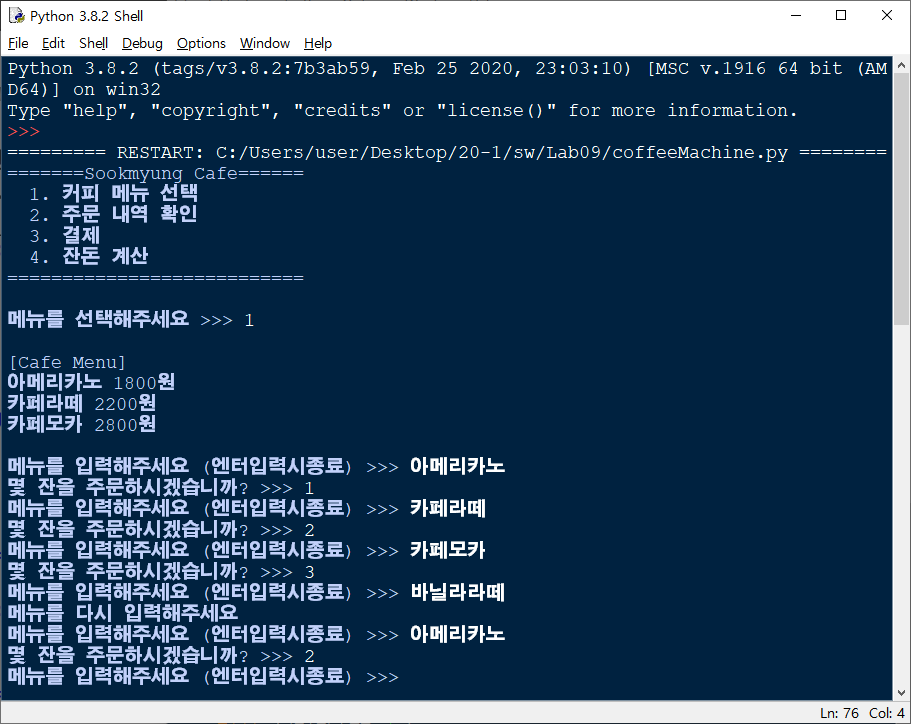 Python 3.8.2 Shell
File Edit Shell Debug Options Window Help
Python 3.8.2 (tags/v3.8.2:7b3ab59, Feb 25 2020, 23:03:10) [MSC v.1916 64 bit (AM
D64)] on win32
Type "help", "copyright", "credits" or "license()" for more information.
>>>
========= RESTART: C:/Users/user/Desktop/20-1/sw/Lab09/coffeeMachine.py ========
=======Sookmyung Cafe======
1. 커피 메뉴 선택
2. 주문 내역 확인
3. 결제
4. 잔돈 계산
===========================
메뉴를 선택해주세요 >>> 1
[Cafe Menu]
아메리카노 1800원
카페라떼 2200원
카페모카 2800원
메뉴를 입력해주세요 (엔터입력시종료) >>> 아메리카노
몇 잔을 주문하시겠습니까? >>> 1
메뉴를 입력해주세요 (엔터입력시종료) >>> 카페라떼
몇 잔을 주문하시겠습니까? >>> 2
메뉴를 입력해주세요 (엔터입력시종료) >>> 카페모카
몇 잔을 주문하시겠습니까? >>> 3
메뉴를 입력해주세요 (엔터입력시종료) >>> 바닐라라떼
메뉴를 다시 입력해주세요
메뉴를 입력해주세요 (엔터입력시종료) >>> 아메리카노
몇 잔을 주문하시겠습니까? >>> 2
메뉴를 입력해주세요 (엔터입력시종료) >>>
Ln: 76 Col: 4